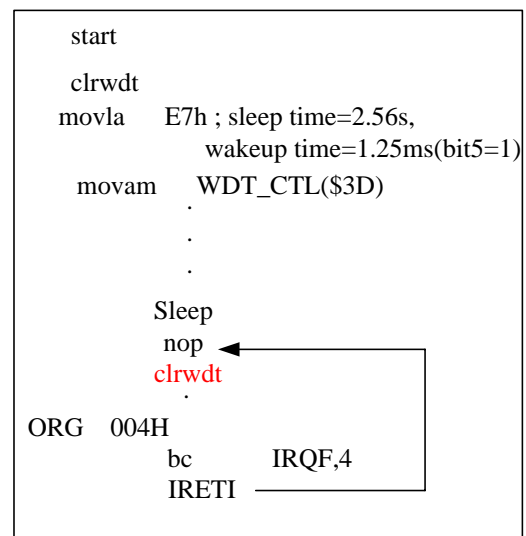 start
clrwdt
movla E7h ; sleep time=2.56s,
wakeup time=1.25ms(bit5=1)
movam WDT_CTL($3D)
.
.
.
Sleep
nop
clrwdt
.
ORG 004H
bc IRQF,4
IRETI